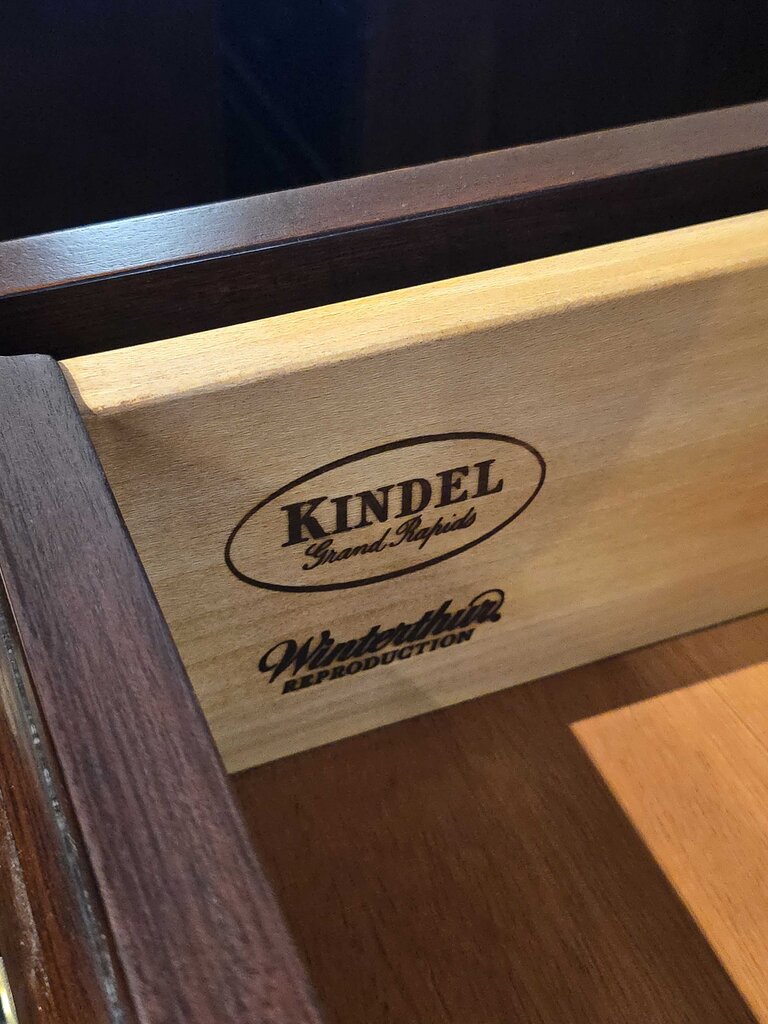 KINDEL
Grand Rapids
Winterthur
REPRODUCTION